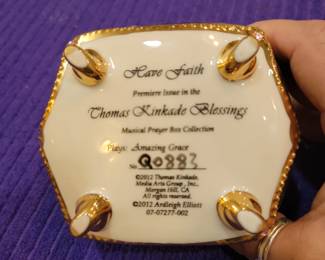 Have Faith
Premiere Issue in the
Thomas Kinkade Blessings
Musical Prayer Box Collection
Plays: Amazing Grace
No. Q0883
©2012 Thomas Kinkade,
Media Arts Group, Inc.,
Morgan Hill, CA
All rights reserved.
©2012 Ardleigh Elliott
07-07277-002